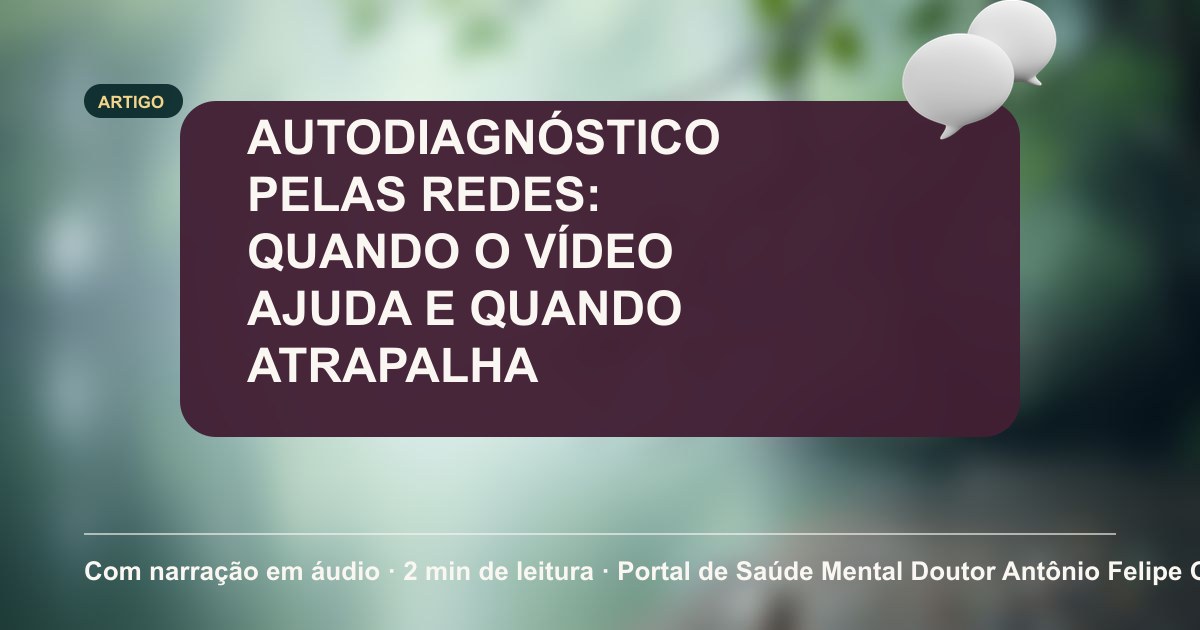 ARTIGO
AUTODIAGNÓSTICO
PELAS REDES:
QUANDO O VÍDEO
AJUDA E QUANDO
ATRAPALHA
Com narração em áudio · 2 min de leitura · Portal de Saúde Mental Doutor Antônio Felipe